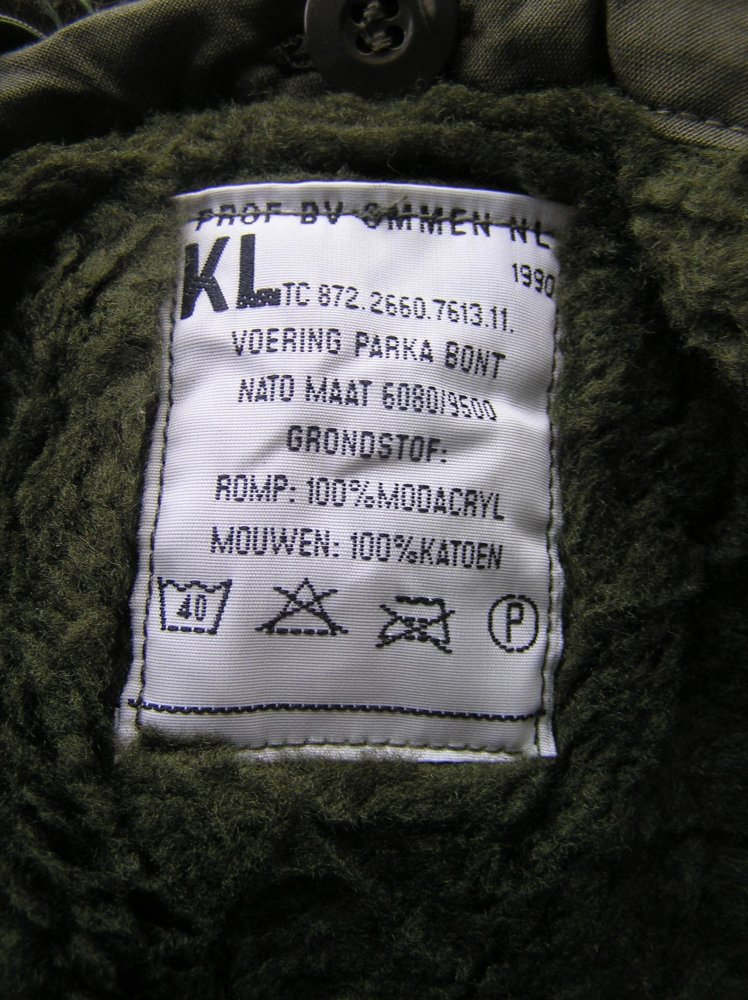 PROF BV OMMEN NL
1990
KL TC 872.2660.7613.11.
VOERING PARKA BONT
NATO MAAT 6080/9500
GRONDSTOF:
ROMP: 100%MODACRYL
MOUWEN: 100%KATOEN
40 P